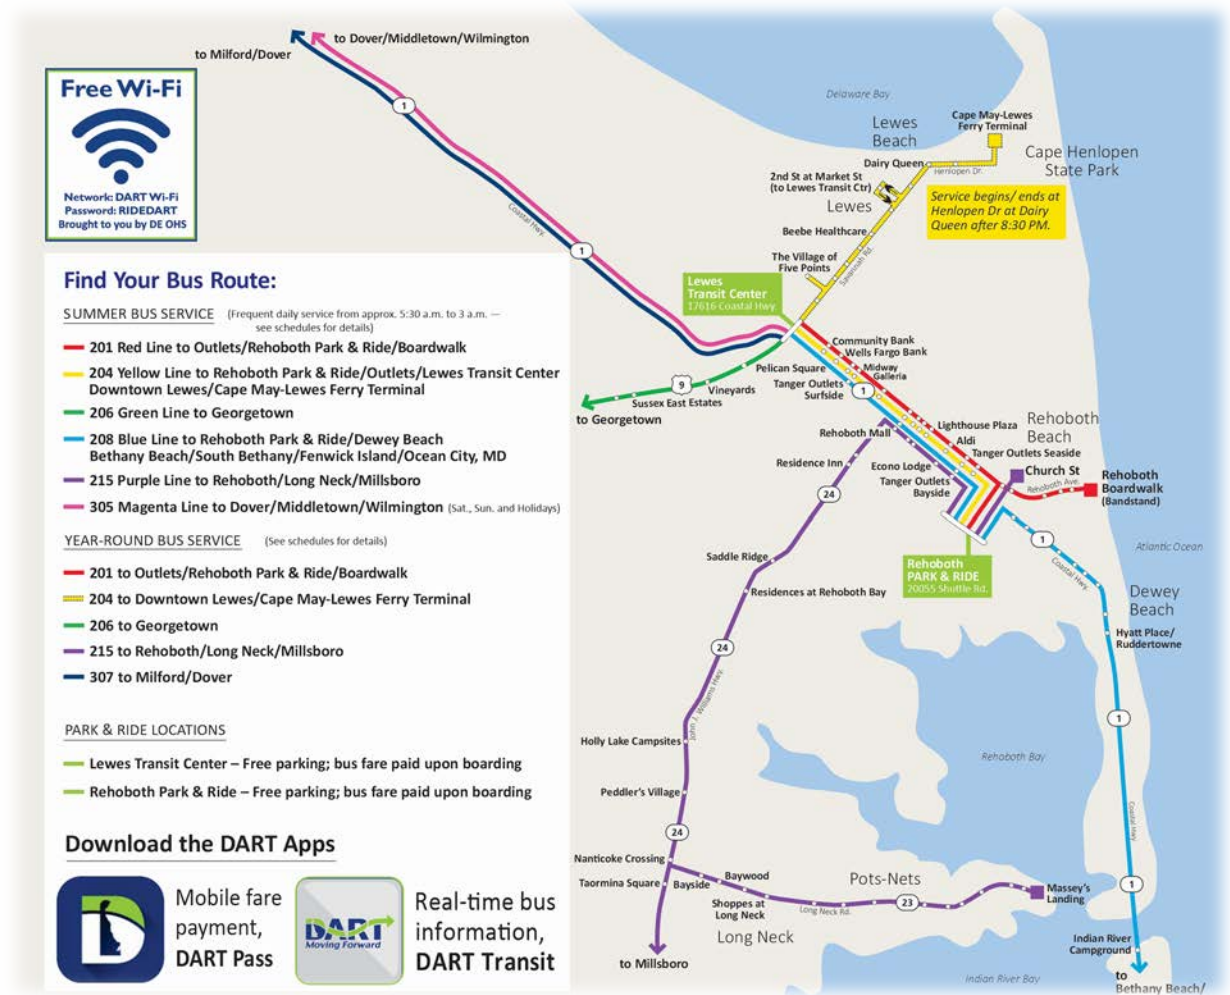 to Dover/Middletown/Wilmington
to Milford/Dover
Free Wi-Fi
Network: DART Wi-Fi
Password: RIDEDART
Brought to you by DE OHS
Find Your Bus Route:
SUMMER BUS SERVICE (Frequent daily service from approx. 5:30 a.m. to 3 a.m. —
see schedules for details)
201 Red Line to Outlets/Rehoboth Park & Ride/Boardwalk
204 Yellow Line to Rehoboth Park & Ride/Outlets/Lewes Transit Center
Downtown Lewes/Cape May-Lewes Ferry Terminal
206 Green Line to Georgetown
208 Blue Line to Rehoboth Park & Ride/Dewey Beach
Bethany Beach/South Bethany/Fenwick Island/Ocean City, MD
215 Purple Line to Rehoboth/Long Neck/Millsboro
305 Magenta Line to Dover/Middletown/Wilmington (Sat., Sun. and Holidays)
YEAR-ROUND BUS SERVICE (See schedules for details)
201 to Outlets/Rehoboth Park & Ride/Boardwalk
204 to Downtown Lewes/Cape May-Lewes Ferry Terminal
206 to Georgetown
215 to Rehoboth/Long Neck/Millsboro
307 to Milford/Dover
PARK & RIDE LOCATIONS
Lewes Transit Center – Free parking; bus fare paid upon boarding
Rehoboth Park & Ride – Free parking; bus fare paid upon boarding
Download the DART Apps
D
Mobile fare
payment,
DART Pass
DART
Moving Forward
Real-time bus
information,
DART Transit
1
Coastal Hwy.
1
Delaware Bay
Lewes
Beach
Cape May-Lewes
Ferry Terminal
Cape Henlopen
State Park
Dairy Queen
Henlopen Dr.
2nd St at Market St
(to Lewes Transit Ctr)
Lewes
Service begins/ ends at
Henlopen Dr at Dairy
Queen after 8:30 PM.
Beebe Healthcare
Savannah Rd.
The Village of
Five Points
Lewes
Transit Center
17616 Coastal Hwy
Community Bank
Wells Fargo Bank
Pelican Square
Midway
Galleria
Tanger Outlets
Surfside
1
9
Vineyards
Sussex East Estates
to Georgetown
Rehoboth Mall
Lighthouse Plaza
Rehoboth
Beach
Aldi
Tanger Outlets Seaside
Residence Inn
Econo Lodge
Tanger Outlets
Bayside
Church St
Rehoboth Ave.
Rehoboth
Boardwalk
(Bandstand)
24
1
Coastal Hwy.
Atlantic Ocean
Saddle Ridge
Rehoboth
PARK & RIDE
20055 Shuttle Rd.
Residences at Rehoboth Bay
Dewey
Beach
Hyatt Place/
Ruddertowne
24
John J. Williams Hwy.
1
Holly Lake Campsites
Rehoboth Bay
Peddler's Village
Coastal Hwy
24
Nanticoke Crossing
Taormina Square
Bayside
Baywood
Shoppes at
Long Neck
Long Neck Rd.
Pots-Nets
23
Massey's
Landing
1
Long Neck
to Millsboro
Indian River
Campground
Indian River Bay
to
Bethany Beach/